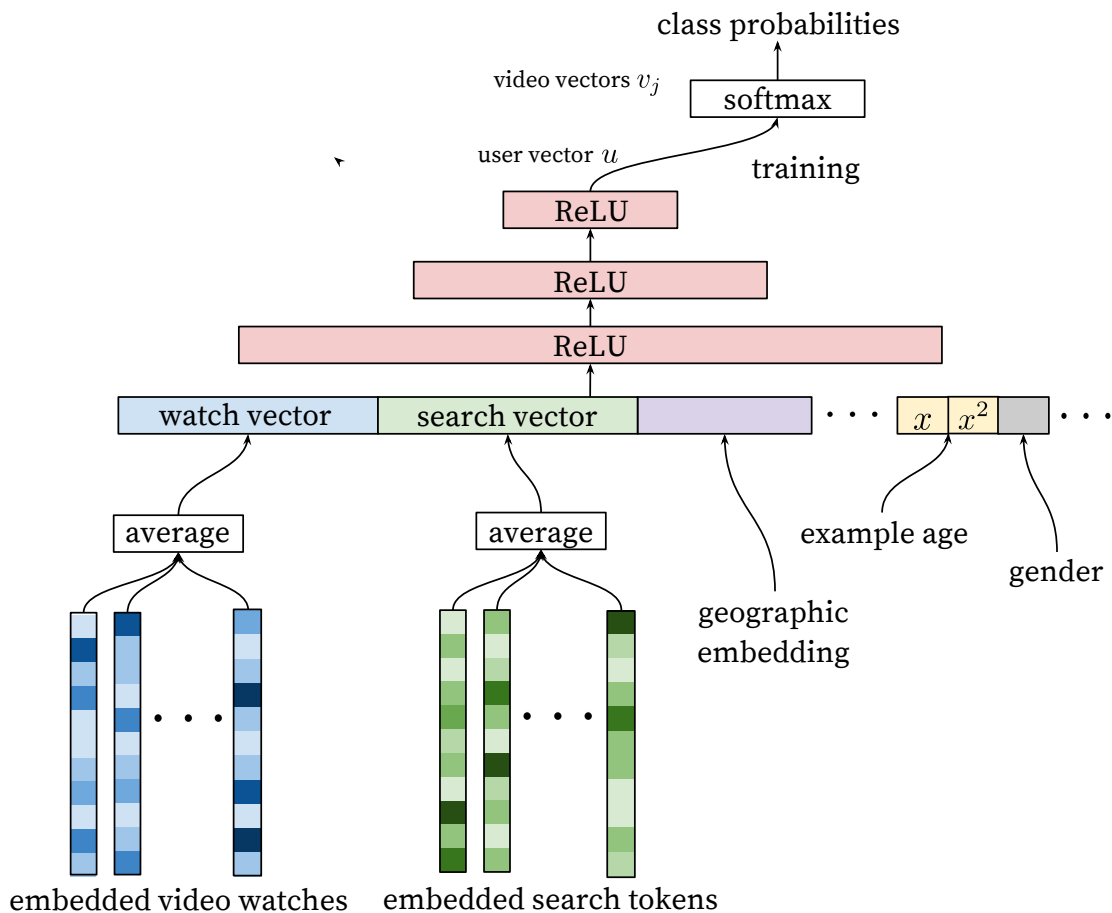 class probabilities
video vectors v_j
softmax
user vector u
training
ReLU
ReLU
ReLU
watch vector
search vector
x
x²
average
average
example age
gender
geographic
embedding
embedded video watches
embedded search tokens